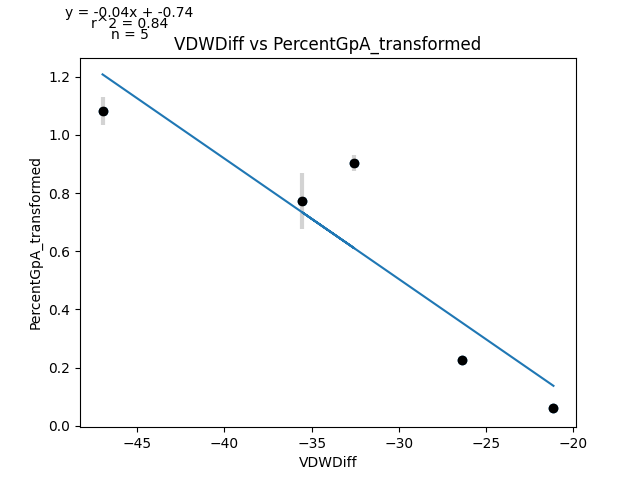 y = -0.04x + -0.74
r^2 = 0.84
n = 5
VDWDiff vs PercentGpA_transformed
PercentGpA_transformed
1.2
1.0
0.8
0.6
0.4
0.2
0.0
−45
−40
−35
−30
−25
−20
VDWDiff